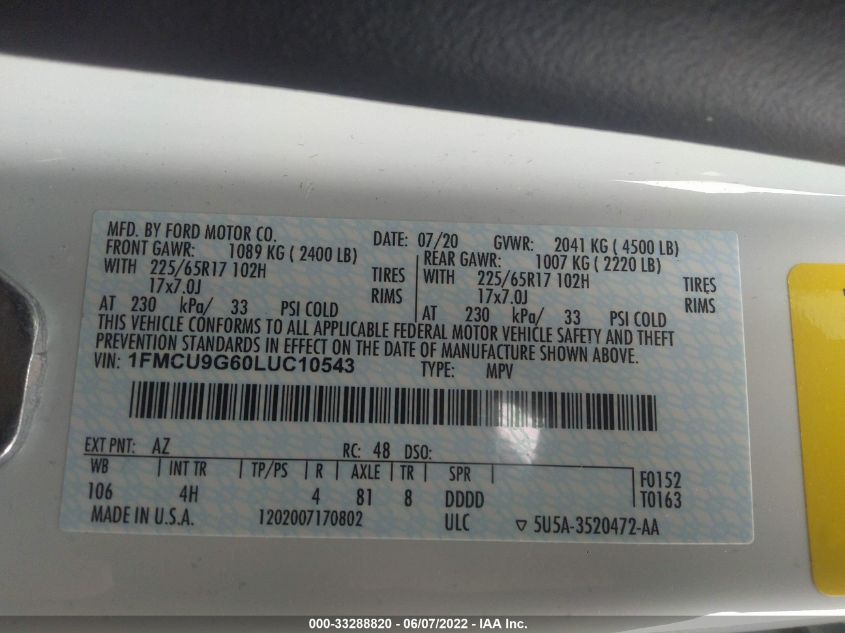 MFD. BY FORD MOTOR CO. DATE: 07/20 GVWR: 2041 KG ( 4500 LB)
FRONT GAWR: 1089 KG ( 2400 LB) REAR GAWR: 1007 KG ( 2220 LB)
WITH 225/65R17 102H TIRES WITH 225/65R17 102H TIRES
17x7.0J RIMS 17x7.0J RIMS
AT 230 kPa/ 33 PSI COLD AT 230 kPa/ 33 PSI COLD
THIS VEHICLE CONFORMS TO ALL APPLICABLE FEDERAL MOTOR VEHICLE SAFETY AND THEFT
PREVENTION STANDARDS IN EFFECT ON THE DATE OF MANUFACTURE SHOWN ABOVE.
VIN: 1FMCU9G60LUC10543 TYPE: MPV
EXT PNT: AZ RC: 48 DSO:
WB INT TR TP/PS R AXLE TR SPR F0152
106 4H 4 81 8 DDDD T0163
MADE IN U.S.A. 1202007170802 ULC ▽ 5U5A-3520472-AA
000-33288820 - 06/07/2022 - IAA Inc.